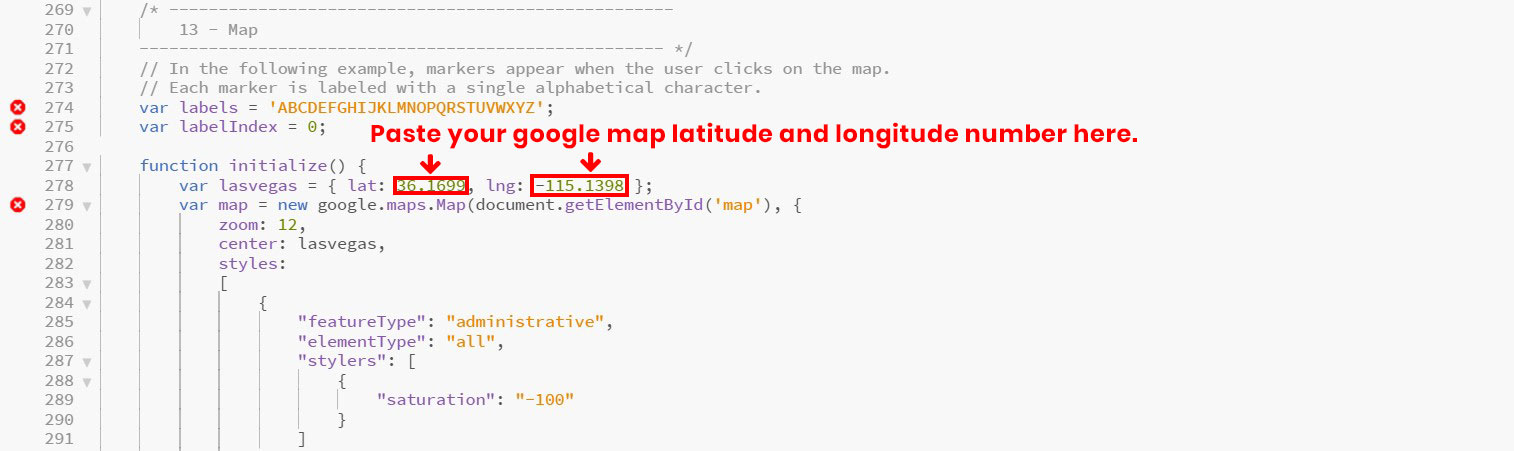 269 /* ---------------------------------------------------
270 13 - Map
271 ----------------------------------------------------- */
272 // In the following example, markers appear when the user clicks on the map.
273 // Each marker is labeled with a single alphabetical character.
274 var labels = 'ABCDEFGHIJKLMNOPQRSTUVWXYZ';
275 var labelIndex = 0;
Paste your google map latitude and longitude number here.
276
277 function initialize() {
278 var lasvegas = { lat: 36.1699, lng: -115.1398 };
279 var map = new google.maps.Map(document.getElementById('map'), {
280 zoom: 12,
281 center: lasvegas,
282 styles:
283 [
284 {
285 "featureType": "administrative",
286 "elementType": "all",
287 "stylers": [
288 {
289 "saturation": "-100"
290 }
291 ]